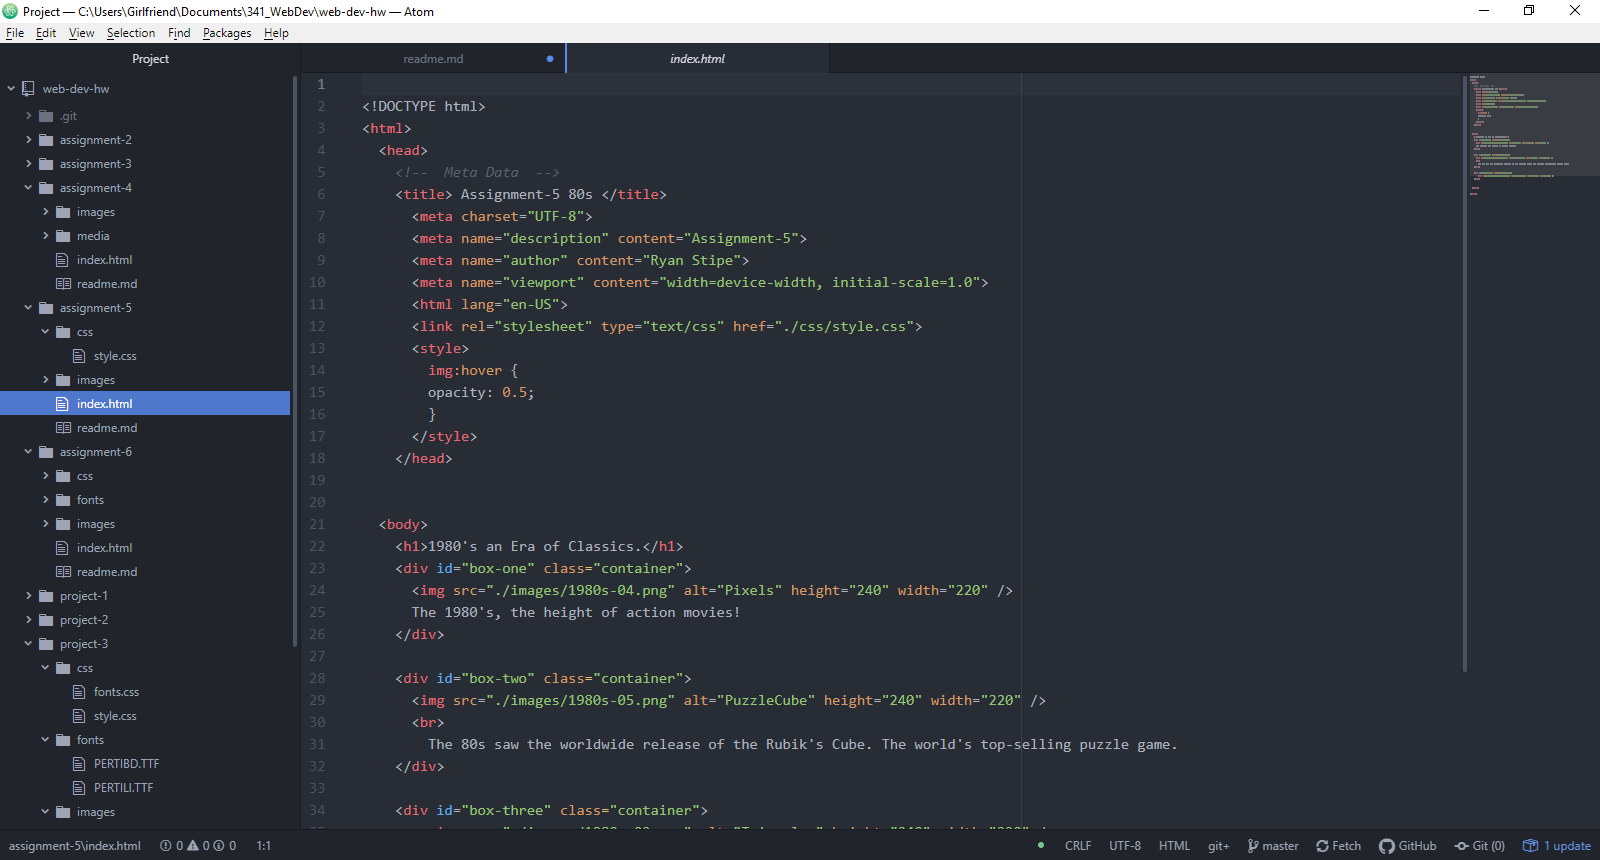 Project — C:\Users\Girlfriend\Documents\341_WebDev\web-dev-hw — Atom
File Edit View Selection Find Packages Help
Project
web-dev-hw
.git
assignment-2
assignment-3
assignment-4
images
media
index.html
readme.md
assignment-5
css
style.css
images
index.html
readme.md
assignment-6
css
fonts
images
index.html
readme.md
project-1
project-2
project-3
css
fonts.css
style.css
fonts
PERTIBD.TTF
PERTILI.TTF
images
readme.md index.html
1
2 <!DOCTYPE html>
3 <html>
4 <head>
5 <!-- Meta Data -->
6 <title> Assignment-5 80s </title>
7 <meta charset="UTF-8">
8 <meta name="description" content="Assignment-5">
9 <meta name="author" content="Ryan Stipe">
10 <meta name="viewport" content="width=device-width, initial-scale=1.0">
11 <html lang="en-US">
12 <link rel="stylesheet" type="text/css" href="./css/style.css">
13 <style>
14 img:hover {
15 opacity: 0.5;
16 }
17 </style>
18 </head>
19
20
21 <body>
22 <h1>1980's an Era of Classics.</h1>
23 <div id="box-one" class="container">
24 <img src="./images/1980s-04.png" alt="Pixels" height="240" width="220" />
25 The 1980's, the height of action movies!
26 </div>
27
28 <div id="box-two" class="container">
29 <img src="./images/1980s-05.png" alt="PuzzleCube" height="240" width="220" />
30 <br>
31 The 80s saw the worldwide release of the Rubik's Cube. The world's top-selling puzzle game.
32 </div>
33
34 <div id="box-three" class="container">
assignment-5\index.html 0 0 0 1:1 CRLF UTF-8 HTML git+ master Fetch GitHub Git (0) 1 update